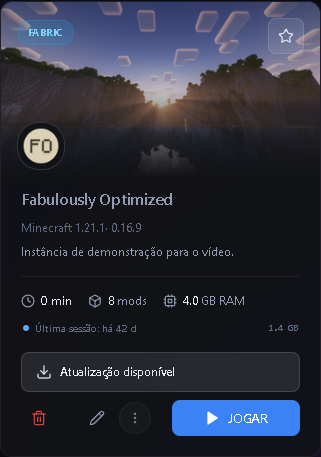 FABRIC
FO
Fabulously Optimized
Minecraft 1.21.1· 0.16.9
Instância de demonstração para o vídeo.
0 min 8 mods 4.0 GB RAM
Última sessão: há 42 d 1.4 GB
Atualização disponível
JOGAR